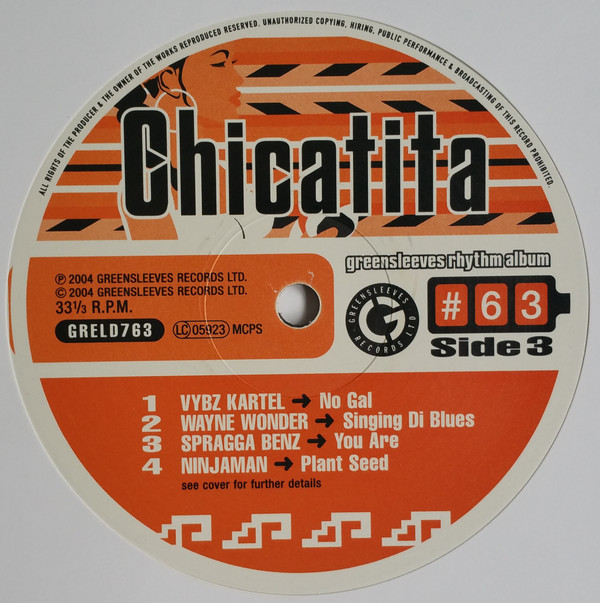 ALL RIGHTS OF THE PRODUCER & THE OWNER OF THE WORKS REPRODUCED RESERVED. UNAUTHORIZED COPYING, HIRING, PUBLIC PERFORMANCE & BROADCASTING OF THIS RECORD PROHIBITED.
Chicatita
greensleeves rhythm album
#63
Side 3
GREENSLEEVES RECORDS LTD
G
℗ 2004 GREENSLEEVES RECORDS LTD.
© 2004 GREENSLEEVES RECORDS LTD.
33⅓ R.P.M.
GRELD763 LC 05923 MCPS
1 VYBZ KARTEL ➔ No Gal
2 WAYNE WONDER ➔ Singing Di Blues
3 SPRAGGA BENZ ➔ You Are
4 NINJAMAN ➔ Plant Seed
see cover for further details